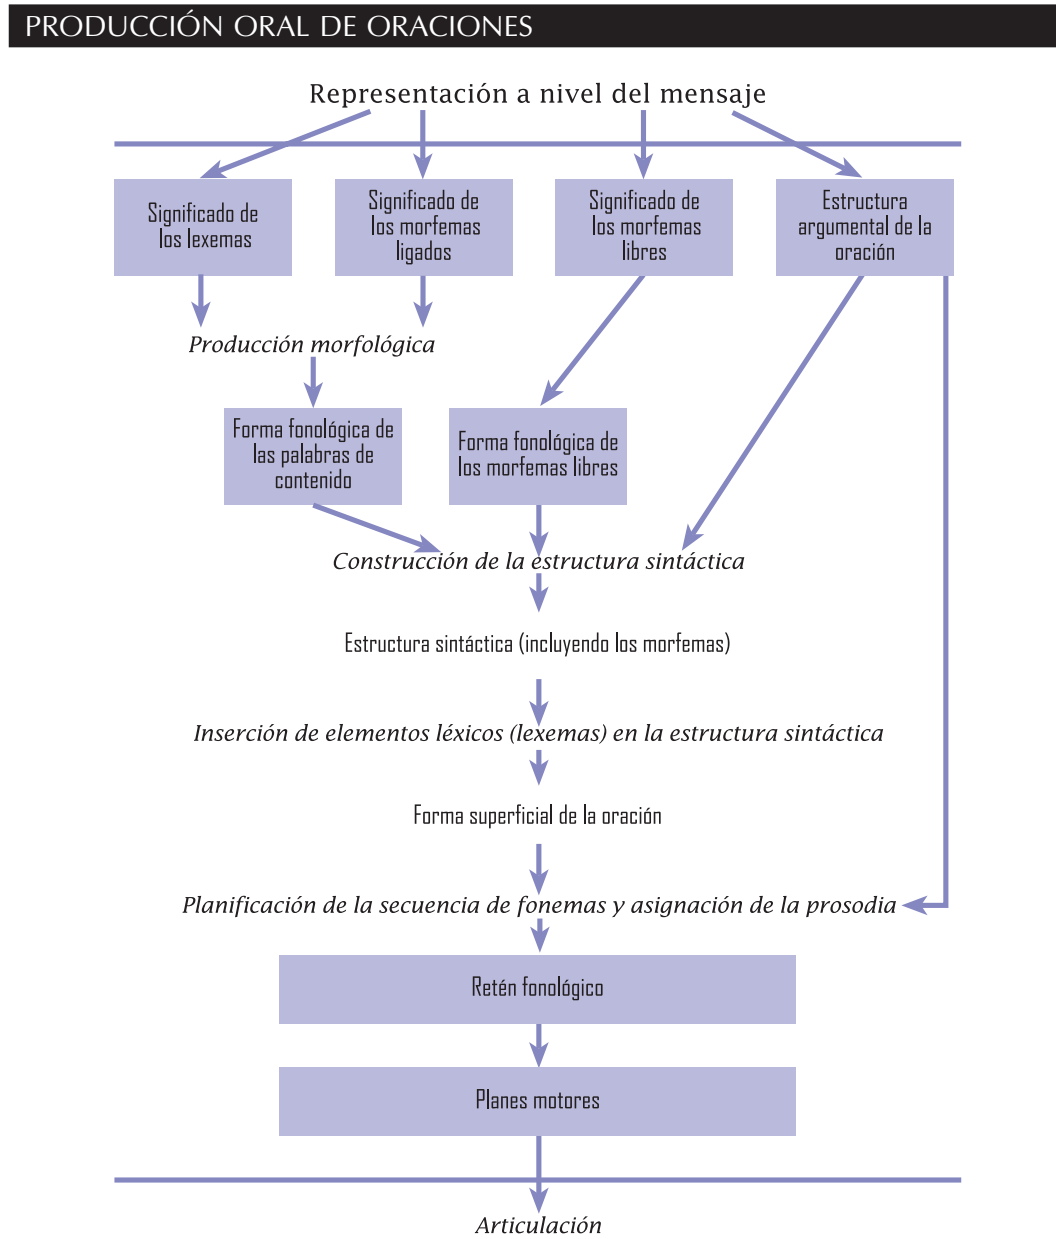 PRODUCCIÓN ORAL DE ORACIONES
Representación a nivel del mensaje
Significado de
los lexemas
Significado de
los morfemas
ligados
Significado de
los morfemas
libres
Estructura
argumental de la
oración
Producción morfológica
Forma fonológica de
las palabras de
contenido
Forma fonológica de
los morfemas libres
Construcción de la estructura sintáctica
Estructura sintáctica (incluyendo los morfemas)
Inserción de elementos léxicos (lexemas) en la estructura sintáctica
Forma superficial de la oración
Planificación de la secuencia de fonemas y asignación de la prosodia
Retén fonológico
Planes motores
Articulación